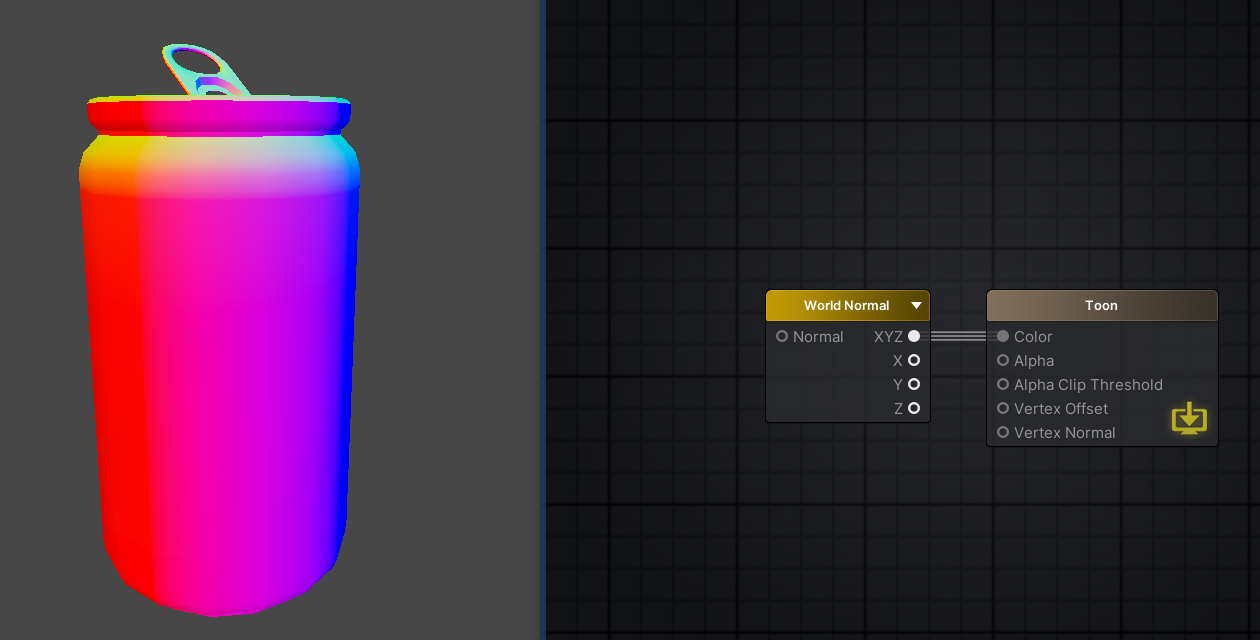 World Normal
Normal XYZ
X
Y
Z
Toon
Color
Alpha
Alpha Clip Threshold
Vertex Offset
Vertex Normal